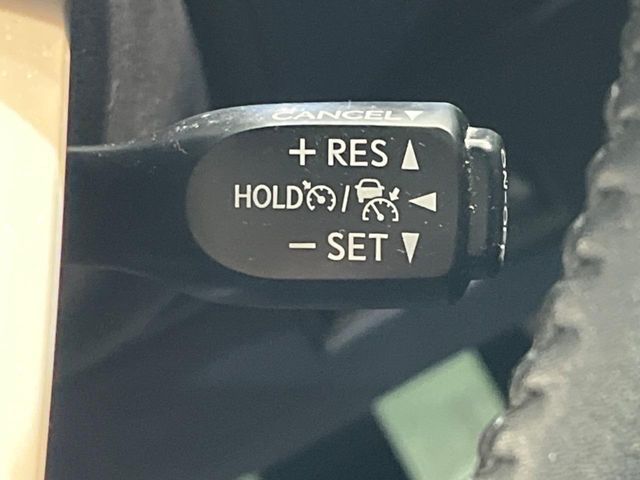 CANCEL▼
+ RES ▲
HOLD / ◀
− SET ▼